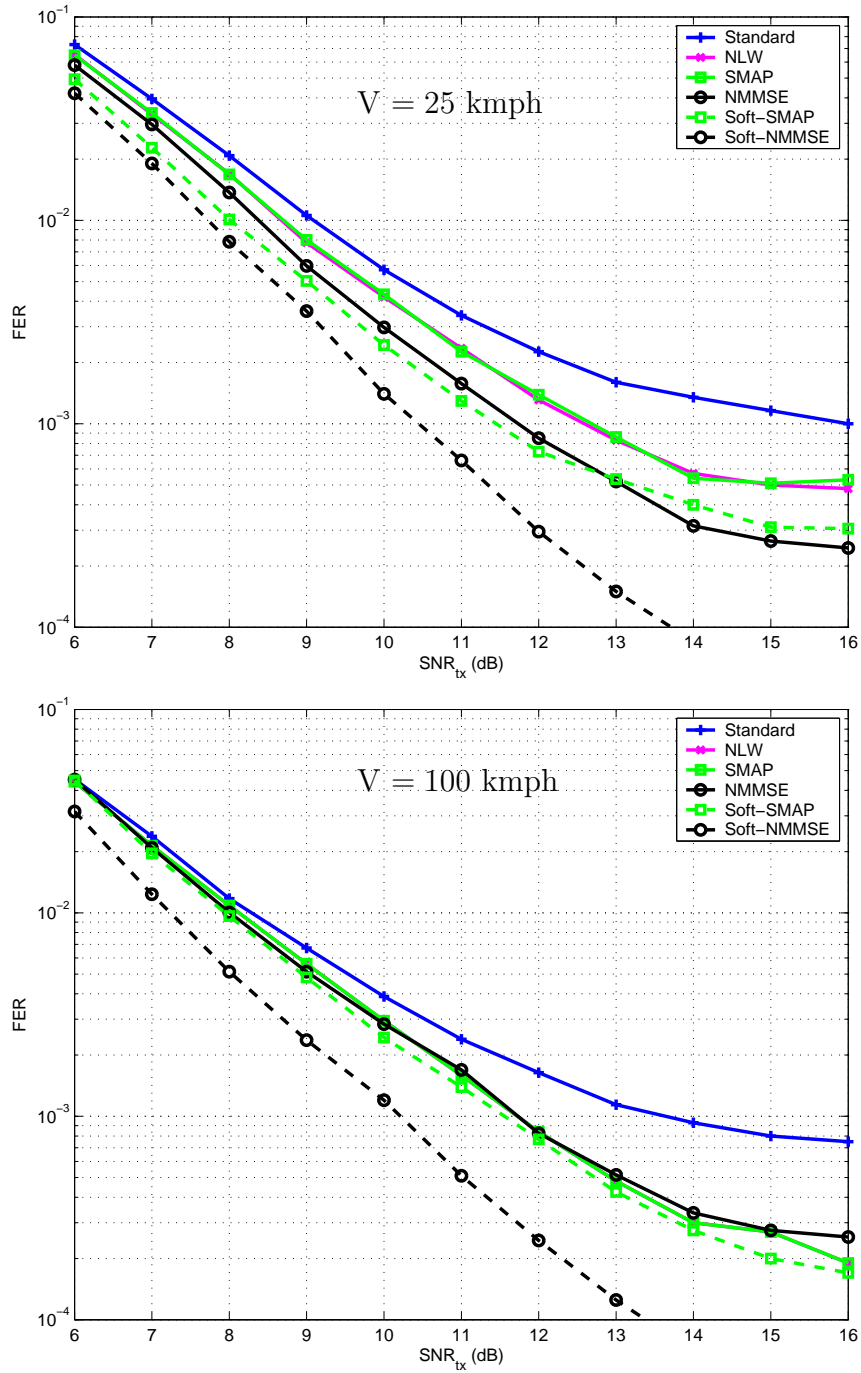 10⁻¹
Standard
NLW
SMAP
NMMSE
Soft−SMAP
Soft−NMMSE
V = 25 kmph
10⁻²
FER
10⁻³
10⁻⁴
6 7 8 9 10 11 12 13 14 15 16
SNRtx (dB)
10⁻¹
Standard
NLW
SMAP
NMMSE
Soft−SMAP
Soft−NMMSE
V = 100 kmph
10⁻²
FER
10⁻³
10⁻⁴
6 7 8 9 10 11 12 13 14 15 16
SNRtx (dB)